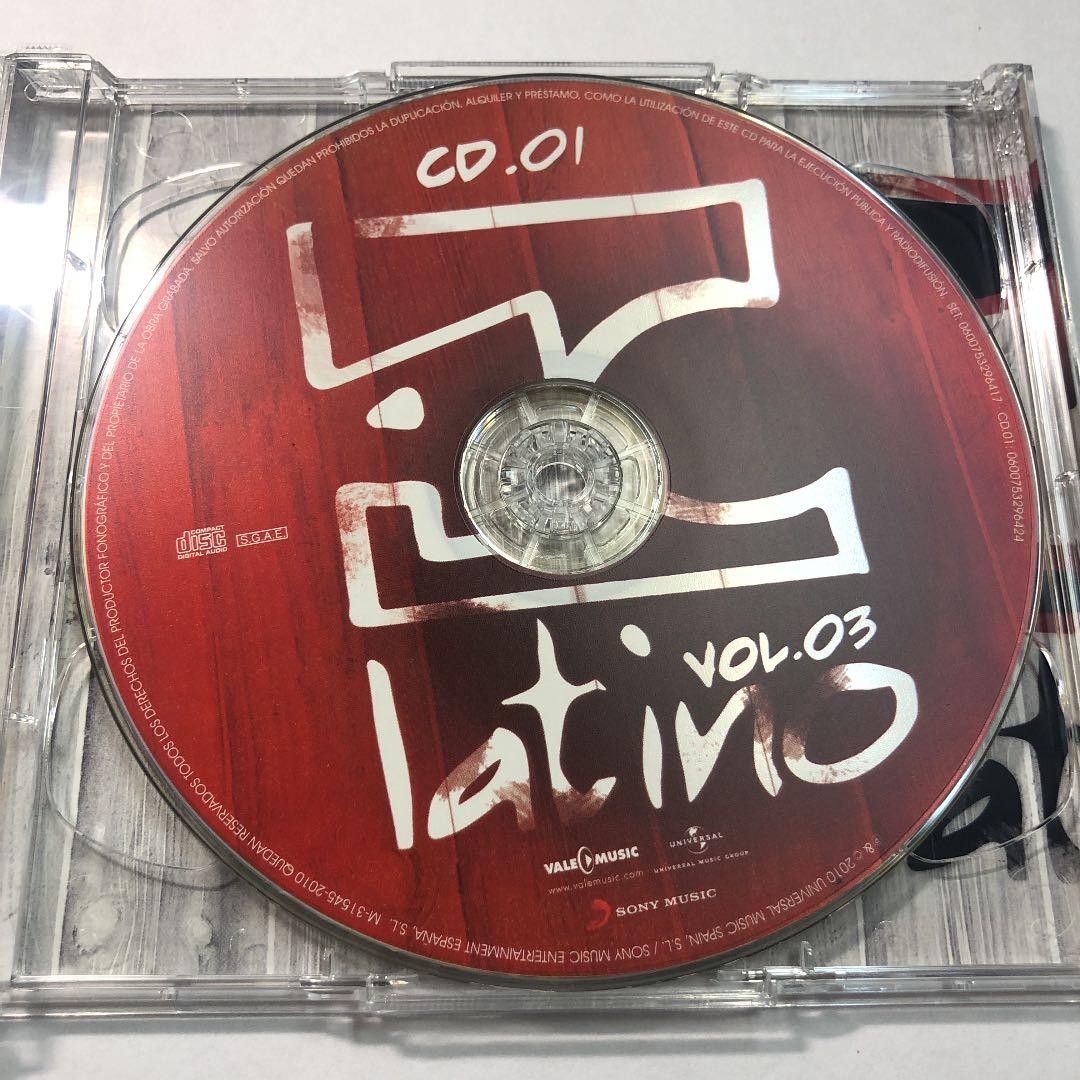 CD.01
latino
VOL.03
COMPACT
disc
DIGITAL AUDIO
S.G.A.E.
VALE MUSIC
www.valemusic.com
UNIVERSAL
UNIVERSAL MUSIC GROUP
SONY MUSIC
QUEDAN RESERVADOS TODOS LOS DERECHOS DEL PRODUCTOR FONOGRÁFICO Y DEL PROPIETARIO DE LA OBRA GRABADA. SALVO AUTORIZACIÓN QUEDAN PROHIBIDOS LA DUPLICACIÓN, ALQUILER Y PRÉSTAMO, COMO LA UTILIZACIÓN DE ESTE CD PARA LA EJECUCIÓN PÚBLICA Y RADIODIFUSIÓN. SET: 0600753296417 - CD.01: 0600753296424
℗ & © 2010 UNIVERSAL MUSIC SPAIN, S.L. / SONY MUSIC ENTERTAINMENT ESPAÑA, S.L. M-31545-2010